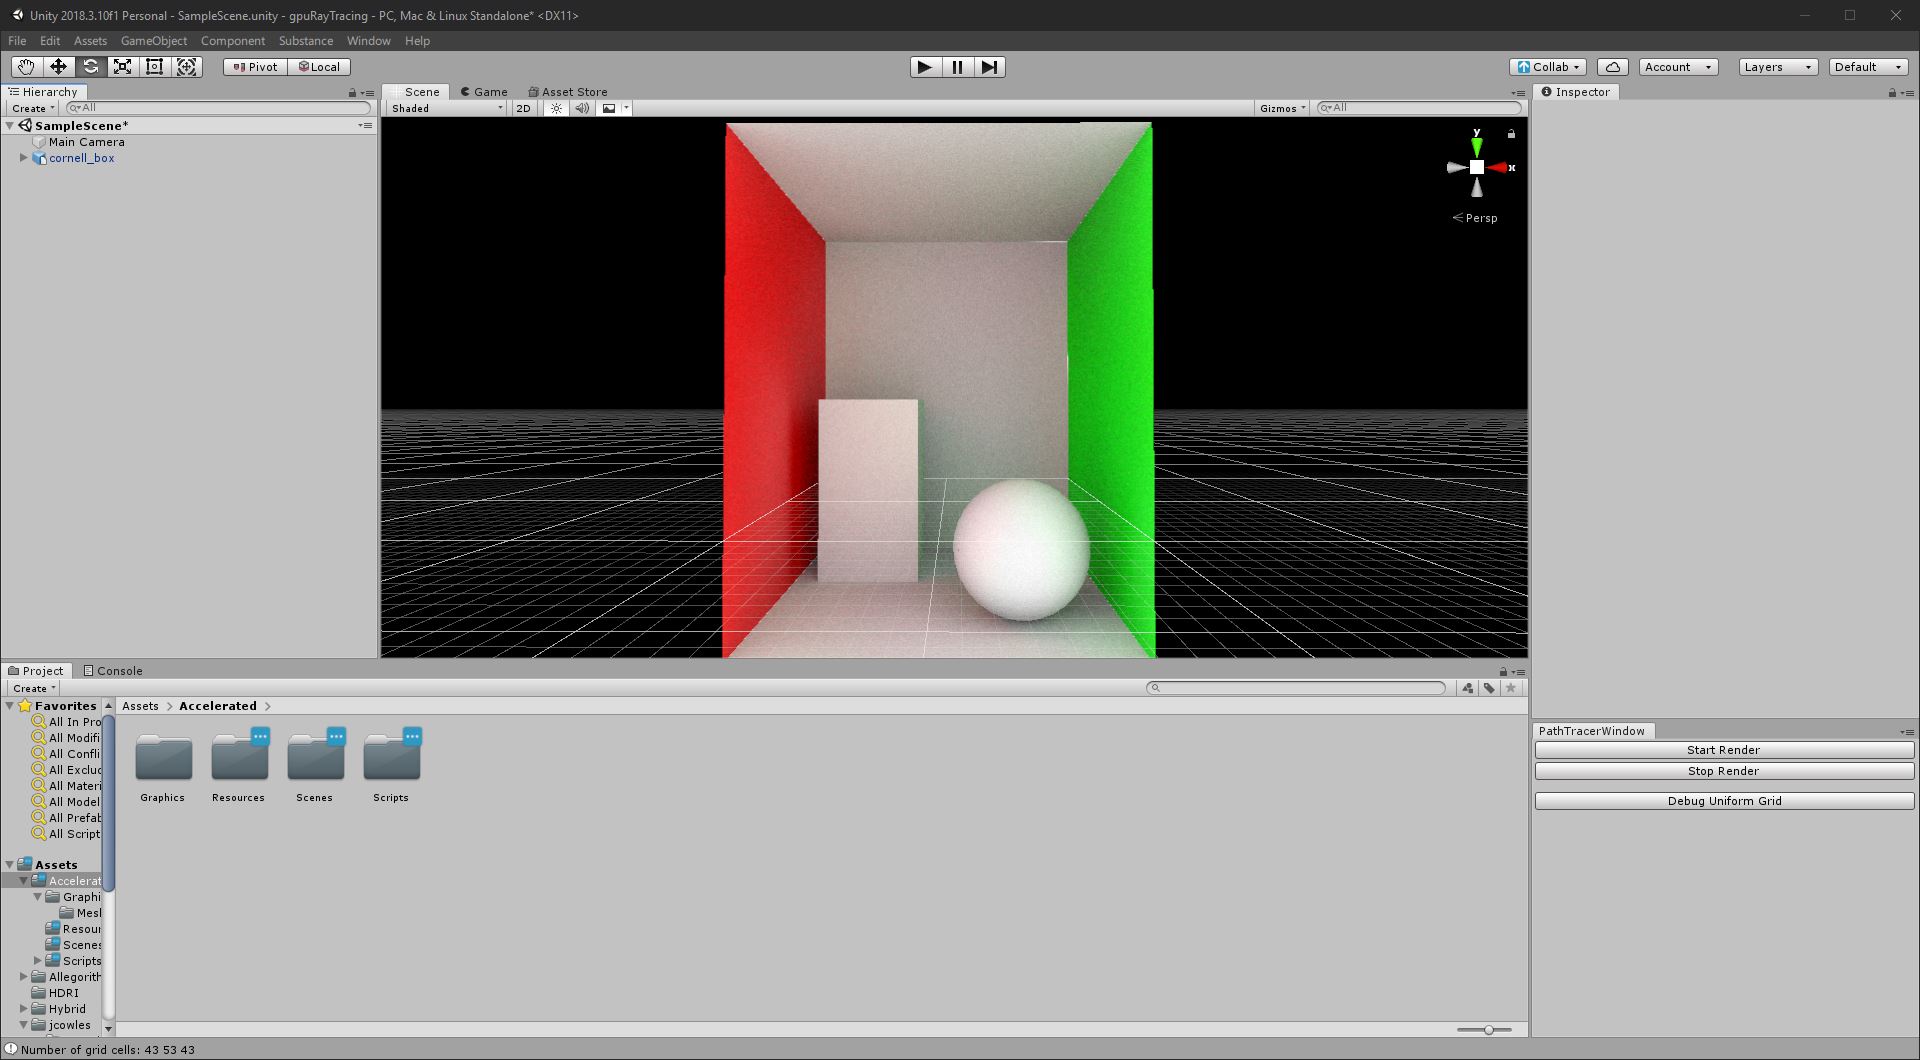 Unity 2018.3.10f1 Personal - SampleScene.unity - gpuRayTracing - PC, Mac & Linux Standalone* <DX11>
File Edit Assets GameObject Component Substance Window Help
Pivot Local Collab Account Layers Default
Hierarchy Scene Game Asset Store Inspector
Create All Shaded 2D Gizmos All
SampleScene*
Main Camera
cornell_box
y
x
Persp
Project Console
Create
Favorites Assets > Accelerated >
All In Pro
All Modifi
All Confli
All Exclud
All Materi
All Model
All Prefab
All Script
Graphics Resources Scenes Scripts
PathTracerWindow
Start Render
Stop Render
Debug Uniform Grid
Assets
Accelerat
Graphi
Mesl
Resour
Scenes
Scripts
Allegorith
HDRI
Hybrid
jcowles
Number of grid cells: 43 53 43